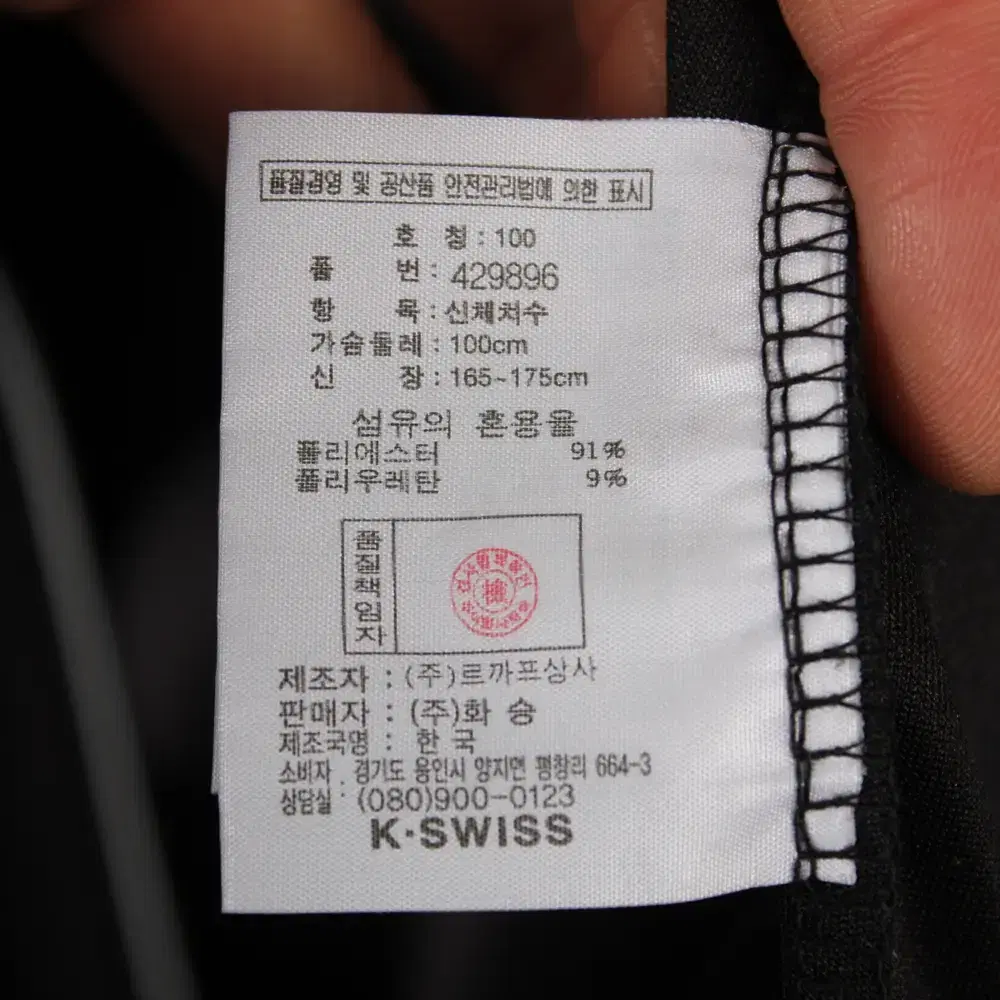 품질경영 및 공산품 안전관리법에 의한 표시
호 칭 : 100
품 번 : 429896
항 목 : 신체처수
가슴둘레 : 100cm
신 장 : 165~175cm
섬유의 혼용율
폴리에스터 91%
폴리우레탄 9%
품질책임자
檢
제조자 : (주)르까프상사
판매자 : (주)화 승
제조국명 : 한 국
소비자 경기도 용인시 양지면 평창리 664-3
상담실 : (080)900-0123
K·SWISS